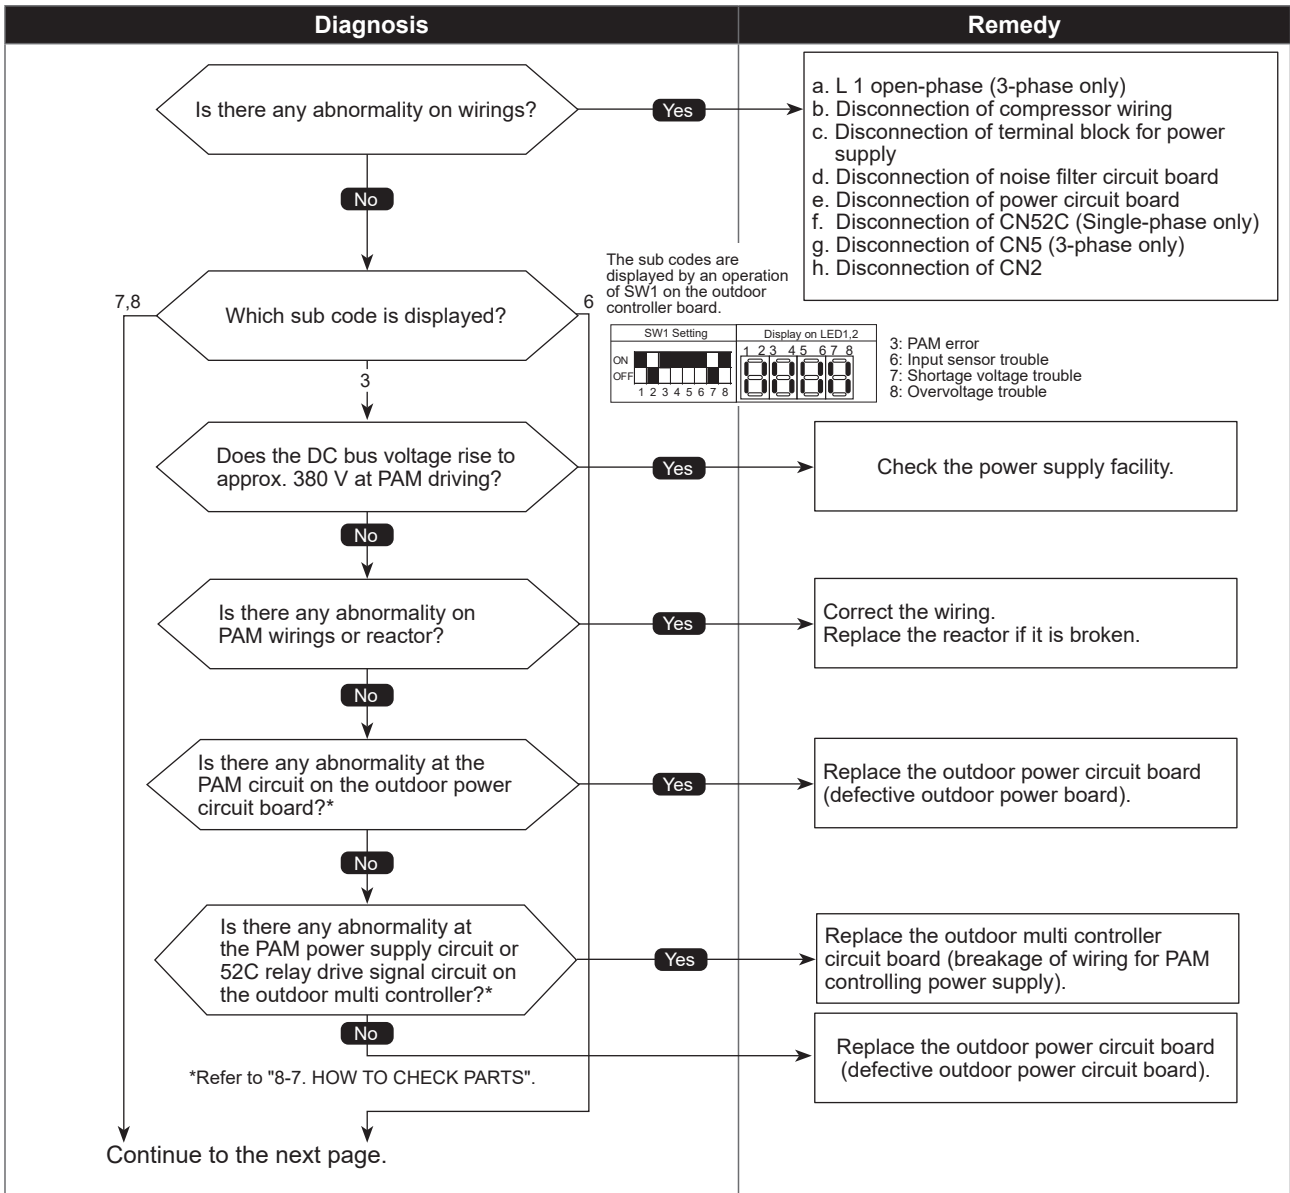 Diagnosis
Remedy
Is there any abnormality on wirings?
Yes
a. L 1 open-phase (3-phase only)
b. Disconnection of compressor wiring
c. Disconnection of terminal block for power
supply
d. Disconnection of noise filter circuit board
e. Disconnection of power circuit board
f. Disconnection of CN52C (Single-phase only)
g. Disconnection of CN5 (3-phase only)
h. Disconnection of CN2
No
The sub codes are
displayed by an operation
of SW1 on the outdoor
controller board.
7,8
Which sub code is displayed?
6
SW1 Setting
Display on LED1,2
ON
OFF
1 2 3 4 5 6 7 8
1 2 3 4 5 6 7 8
3: PAM error
6: Input sensor trouble
7: Shortage voltage trouble
8: Overvoltage trouble
3
Does the DC bus voltage rise to
approx. 380 V at PAM driving?
Yes
Check the power supply facility.
No
Is there any abnormality on
PAM wirings or reactor?
Yes
Correct the wiring.
Replace the reactor if it is broken.
No
Is there any abnormality at the
PAM circuit on the outdoor power
circuit board?*
Yes
Replace the outdoor power circuit board
(defective outdoor power board).
No
Is there any abnormality at
the PAM power supply circuit or
52C relay drive signal circuit on
the outdoor multi controller?*
Yes
Replace the outdoor multi controller
circuit board (breakage of wiring for PAM
controlling power supply).
No
Replace the outdoor power circuit board
(defective outdoor power circuit board).
*Refer to "8-7. HOW TO CHECK PARTS".
Continue to the next page.